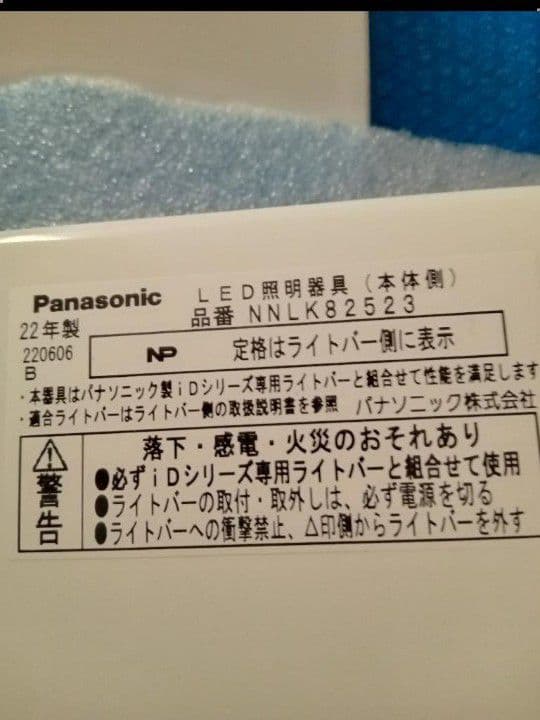 Panasonic LED照明器具（本体側）
品番 NNLK82523
22年製
220606
B
NP 定格はライトバー側に表示
・本器具はパナソニック製iDシリーズ専用ライトバーと組合せて性能を満足します
・適合ライトバーはライトバー側の取扱説明書を参照 パナソニック株式会社
警告
落下・感電・火災のおそれあり
●必ずiDシリーズ専用ライトバーと組合せて使用
●ライトバーの取付・取外しは、必ず電源を切る
●ライトバーへの衝撃禁止、△印側からライトバーを外す